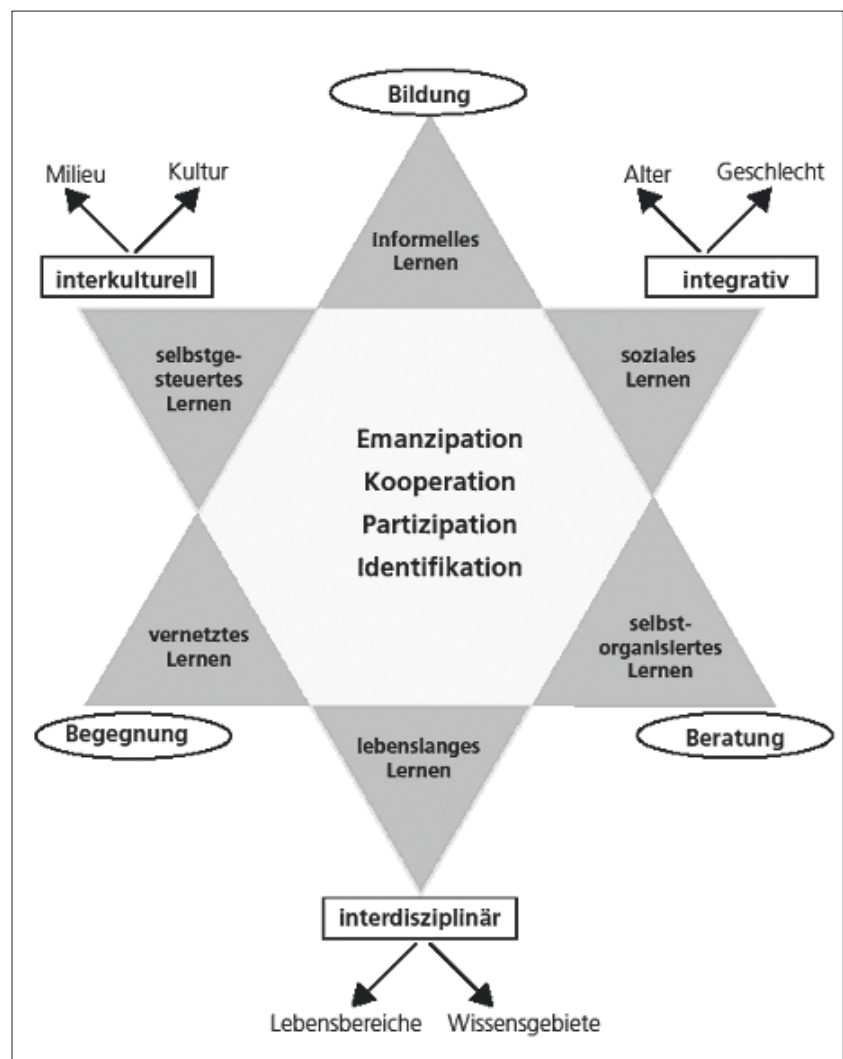 Bildung
Milieu
Kultur
Alter
Geschlecht
informelles
Lernen
interkulturell
integrativ
selbstge-
steuertes
Lernen
soziales
Lernen
Emanzipation
Kooperation
Partizipation
Identifikation
vernetztes
Lernen
selbst-
organisiertes
Lernen
Begegnung
lebenslanges
Lernen
Beratung
interdisziplinär
Lebensbereiche
Wissensgebiete